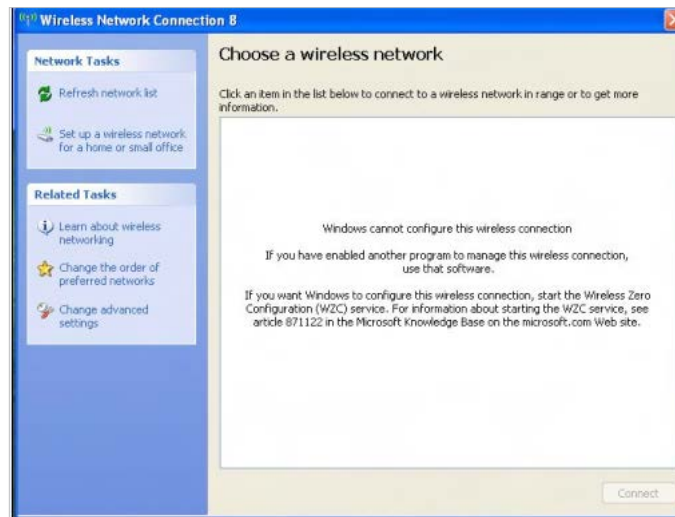 Wireless Network Connection 8
Network Tasks
Refresh network list
Set up a wireless network
for a home or small office
Related Tasks
Learn about wireless
networking
Change the order of
preferred networks
Change advanced
settings
Choose a wireless network
Click an item in the list below to connect to a wireless network in range or to get more
information.
Windows cannot configure this wireless connection
If you have enabled another program to manage this wireless connection,
use that software.
If you want Windows to configure this wireless connection, start the Wireless Zero
Configuration (WZC) service. For information about starting the WZC service, see
article 871122 in the Microsoft Knowledge Base on the microsoft.com Web site.
Connect